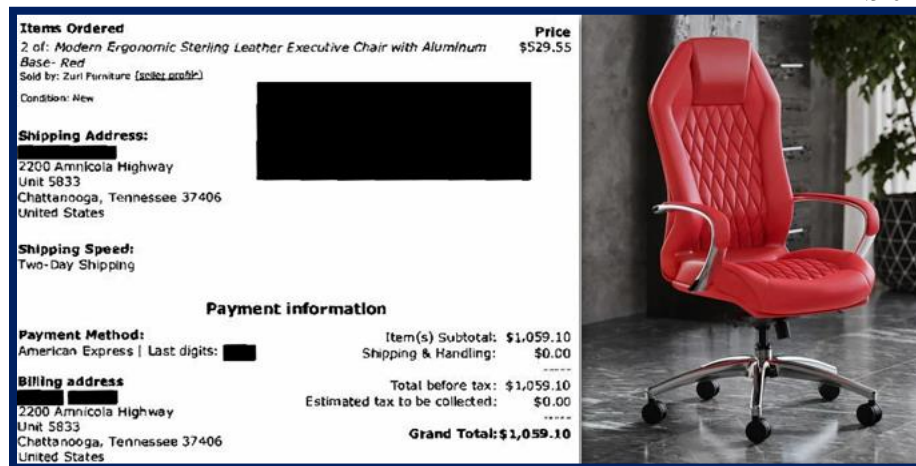 Items Ordered
Price
2 of: Modern Ergonomic Sterling Leather Executive Chair with Aluminum
$529.55
Base- Red
Sold by: Zuri Furniture (seller profile)
Condition: New
Shipping Address:
2200 Amnicola Highway
Unit 5833
Chattanooga, Tennessee 37406
United States
Shipping Speed:
Two-Day Shipping
Payment information
Payment Method:
American Express | Last digits:
Item(s) Subtotal: $1,059.10
Shipping & Handling: $0.00
-----
Total before tax: $1,059.10
Estimated tax to be collected: $0.00
-----
Grand Total: $1,059.10
Billing address
2200 Amnicola Highway
Unit 5833
Chattanooga, Tennessee 37406
United States